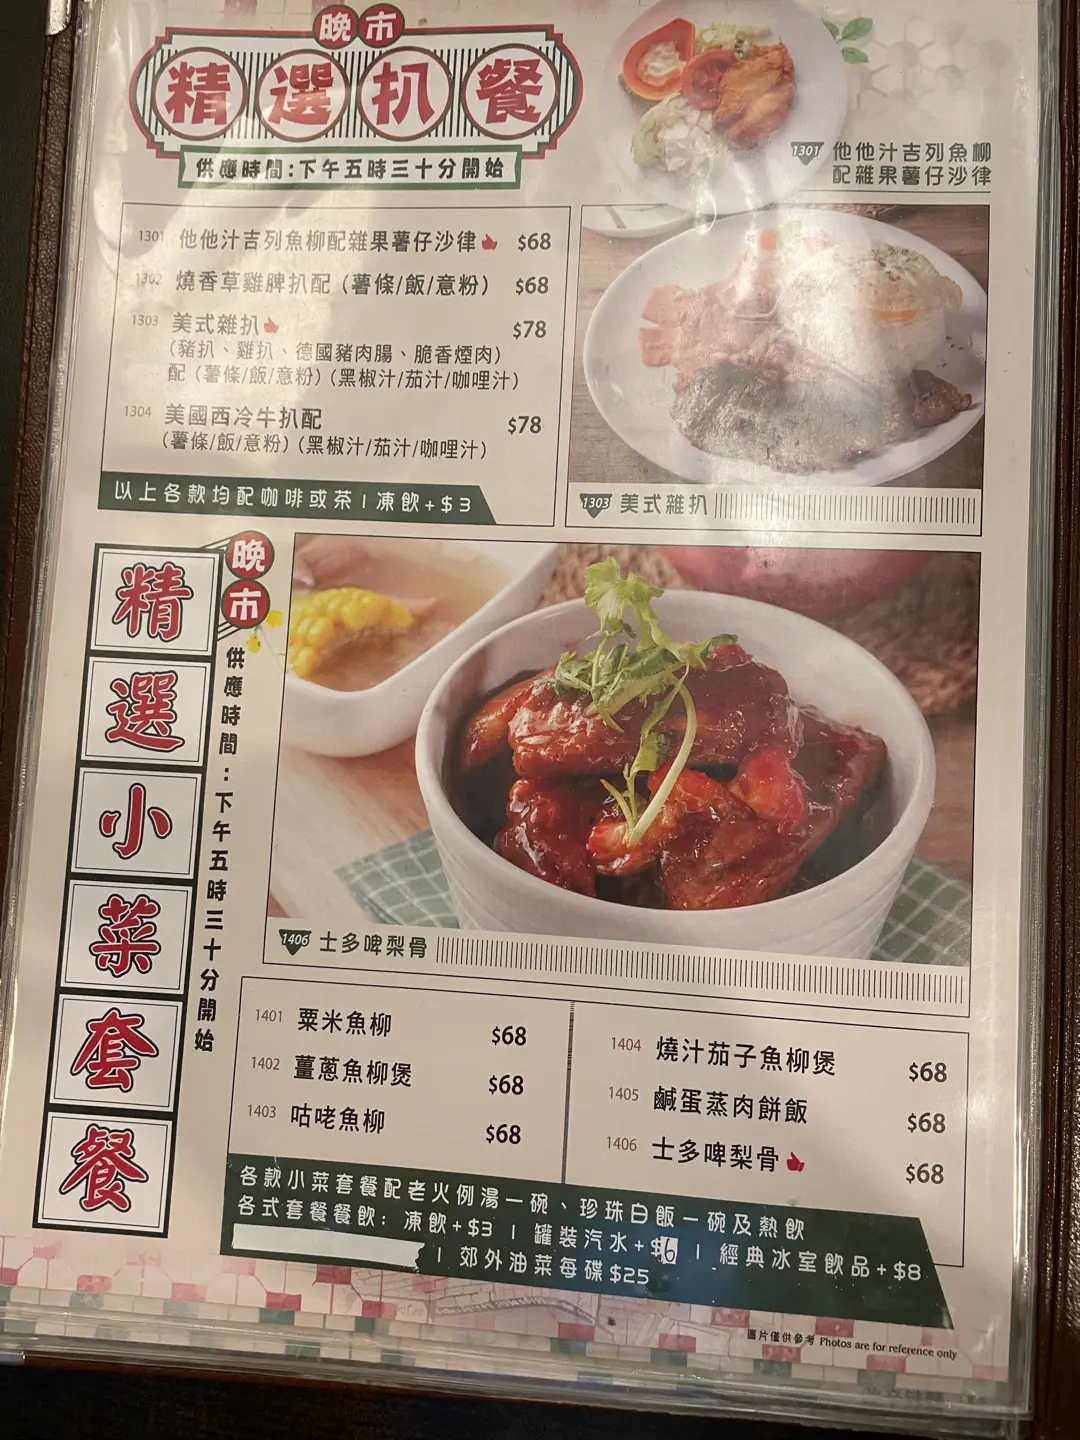 晚市
精選扒餐
供應時間:下午五時三十分開始
1301 他他汁吉列魚柳
配雜果薯仔沙律
1301 他他汁吉列魚柳配雜果薯仔沙律 $68
1302 燒香草雞脾扒配（薯條/飯/意粉） $68
1303 美式雜扒 $78
（豬扒、雞扒、德國豬肉腸、脆香煙肉）
配（薯條/飯/意粉）（黑椒汁/茄汁/咖喱汁）
1304 美國西冷牛扒配 $78
（薯條/飯/意粉）（黑椒汁/茄汁/咖喱汁）
以上各款均配咖啡或茶 | 凍飲+$3
1303 美式雜扒
晚市
精選小菜套餐
供應時間:下午五時三十分開始
1406 士多啤梨骨
1401 粟米魚柳 $68
1402 薑蔥魚柳煲 $68
1403 咕咾魚柳 $68
1404 燒汁茄子魚柳煲 $68
1405 鹹蛋蒸肉餅飯 $68
1406 士多啤梨骨 $68
各款小菜套餐配老火例湯一碗、珍珠白飯一碗及熱飲
各式套餐餐飲: 凍飲+$3 | 罐裝汽水+$6 | 經典冰室飲品+$8
| 郊外油菜每碟 $25
圖片僅供參考 Photos are for reference only